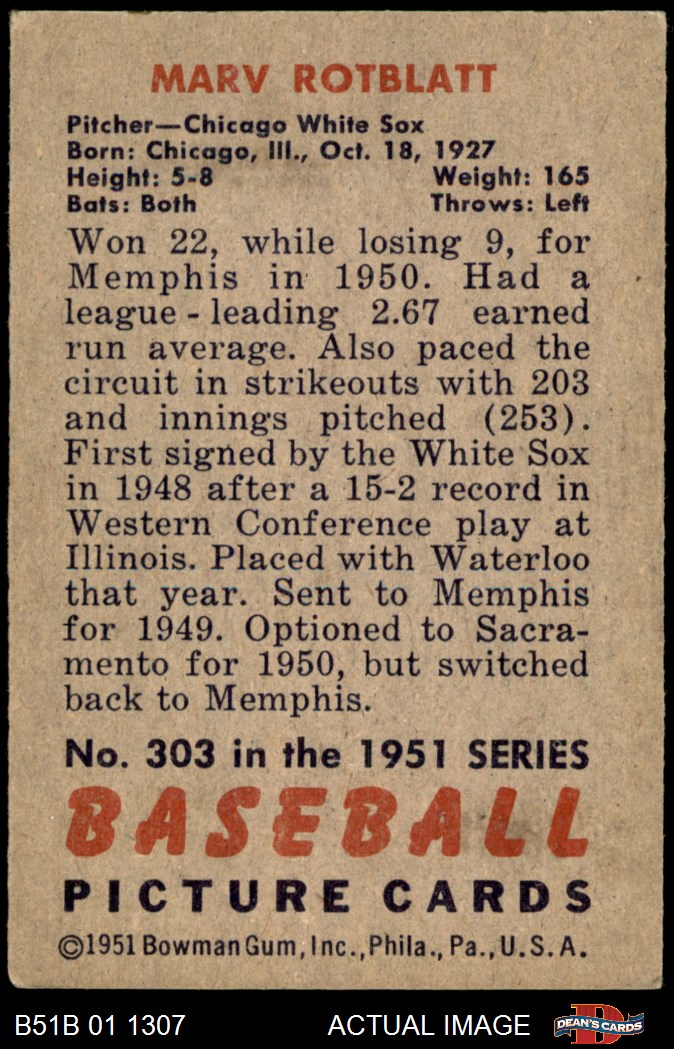 MARV ROTBLATT
Pitcher—Chicago White Sox
Born: Chicago, Ill., Oct. 18, 1927
Height: 5-8 Weight: 165
Bats: Both Throws: Left
Won 22, while losing 9, for
Memphis in 1950. Had a
league - leading 2.67 earned
run average. Also paced the
circuit in strikeouts with 203
and innings pitched (253).
First signed by the White Sox
in 1948 after a 15-2 record in
Western Conference play at
Illinois. Placed with Waterloo
that year. Sent to Memphis
for 1949. Optioned to Sacra-
mento for 1950, but switched
back to Memphis.
No. 303 in the 1951 SERIES
BASEBALL
PICTURE CARDS
©1951 Bowman Gum, Inc., Phila., Pa., U.S.A.
B51B 01 1307 ACTUAL IMAGE DEAN'S CARDS